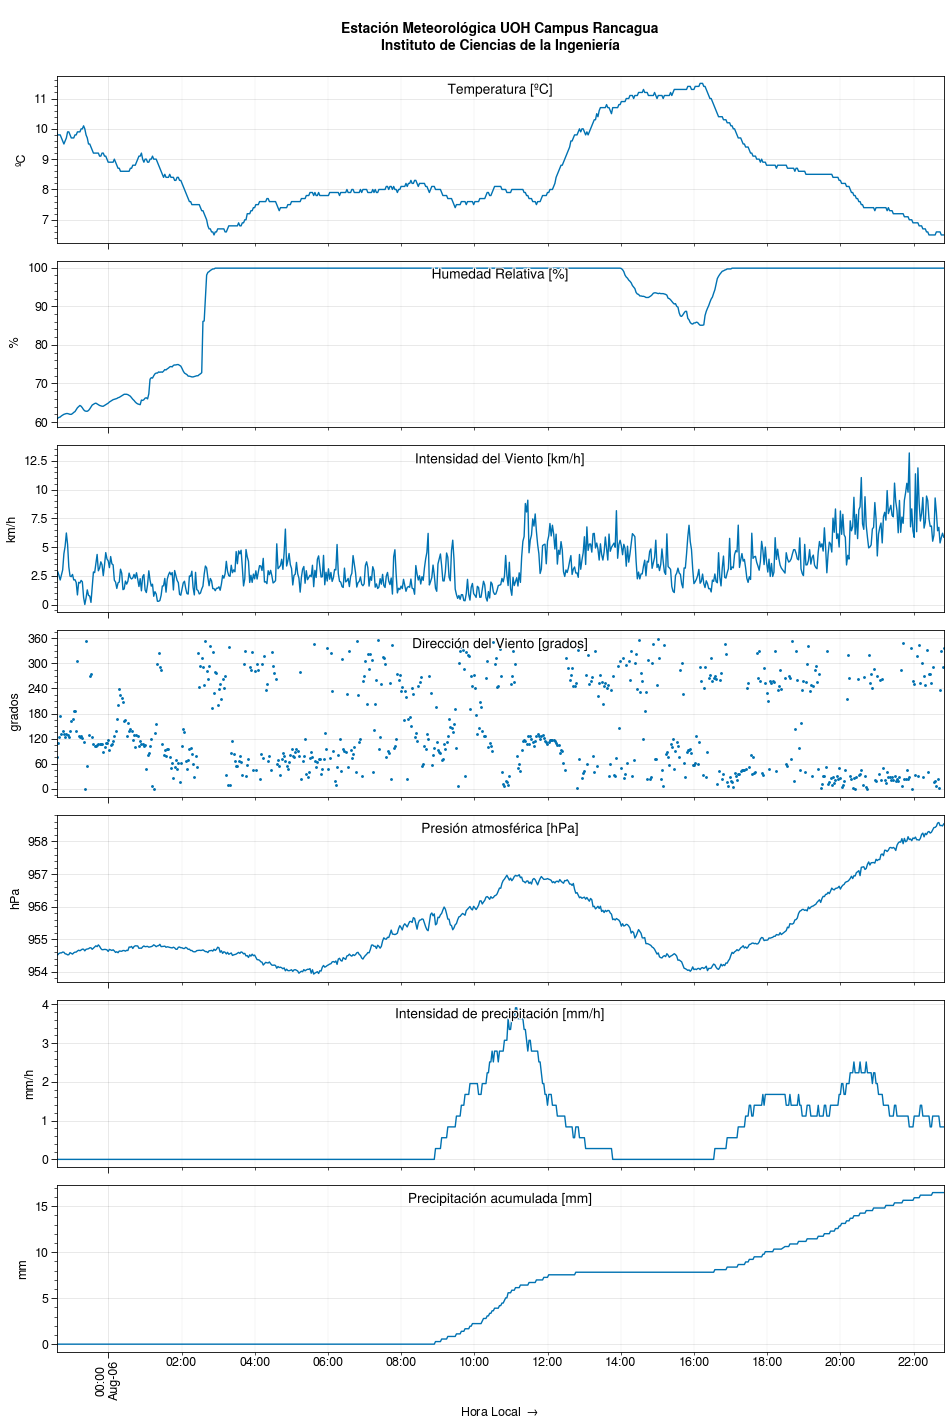 Estación Meteorológica UOH Campus Rancagua
Instituto de Ciencias de la Ingeniería
Temperatura [ºC]
ºC
11
10
9
8
7
Humedad Relativa [%]
%
100
90
80
70
60
Intensidad del Viento [km/h]
km/h
12.5
10
7.5
5
2.5
0
Dirección del Viento [grados]
grados
360
300
240
180
120
60
0
Presión atmosférica [hPa]
hPa
958
957
956
955
954
Intensidad de precipitación [mm/h]
mm/h
4
3
2
1
0
Precipitación acumulada [mm]
mm
15
10
5
0
00:00
Aug-06
02:00
04:00
06:00
08:00
10:00
12:00
14:00
16:00
18:00
20:00
22:00
Hora Local →